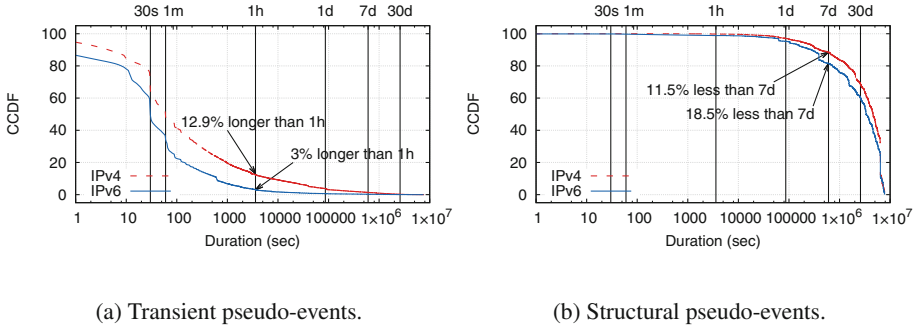 30s 1m 1h 1d 7d 30d
100
80
60
40
20
0
CCDF
12.9% longer than 1h
3% longer than 1h
IPv4
IPv6
1 10 100 1000 10000 100000 1×10^6 1×10^7
Duration (sec)
(a) Transient pseudo-events.
30s 1m 1h 1d 7d 30d
100
80
60
40
20
0
CCDF
11.5% less than 7d
18.5% less than 7d
IPv4
IPv6
1 10 100 1000 10000 100000 1×10^6 1×10^7
Duration (sec)
(b) Structural pseudo-events.